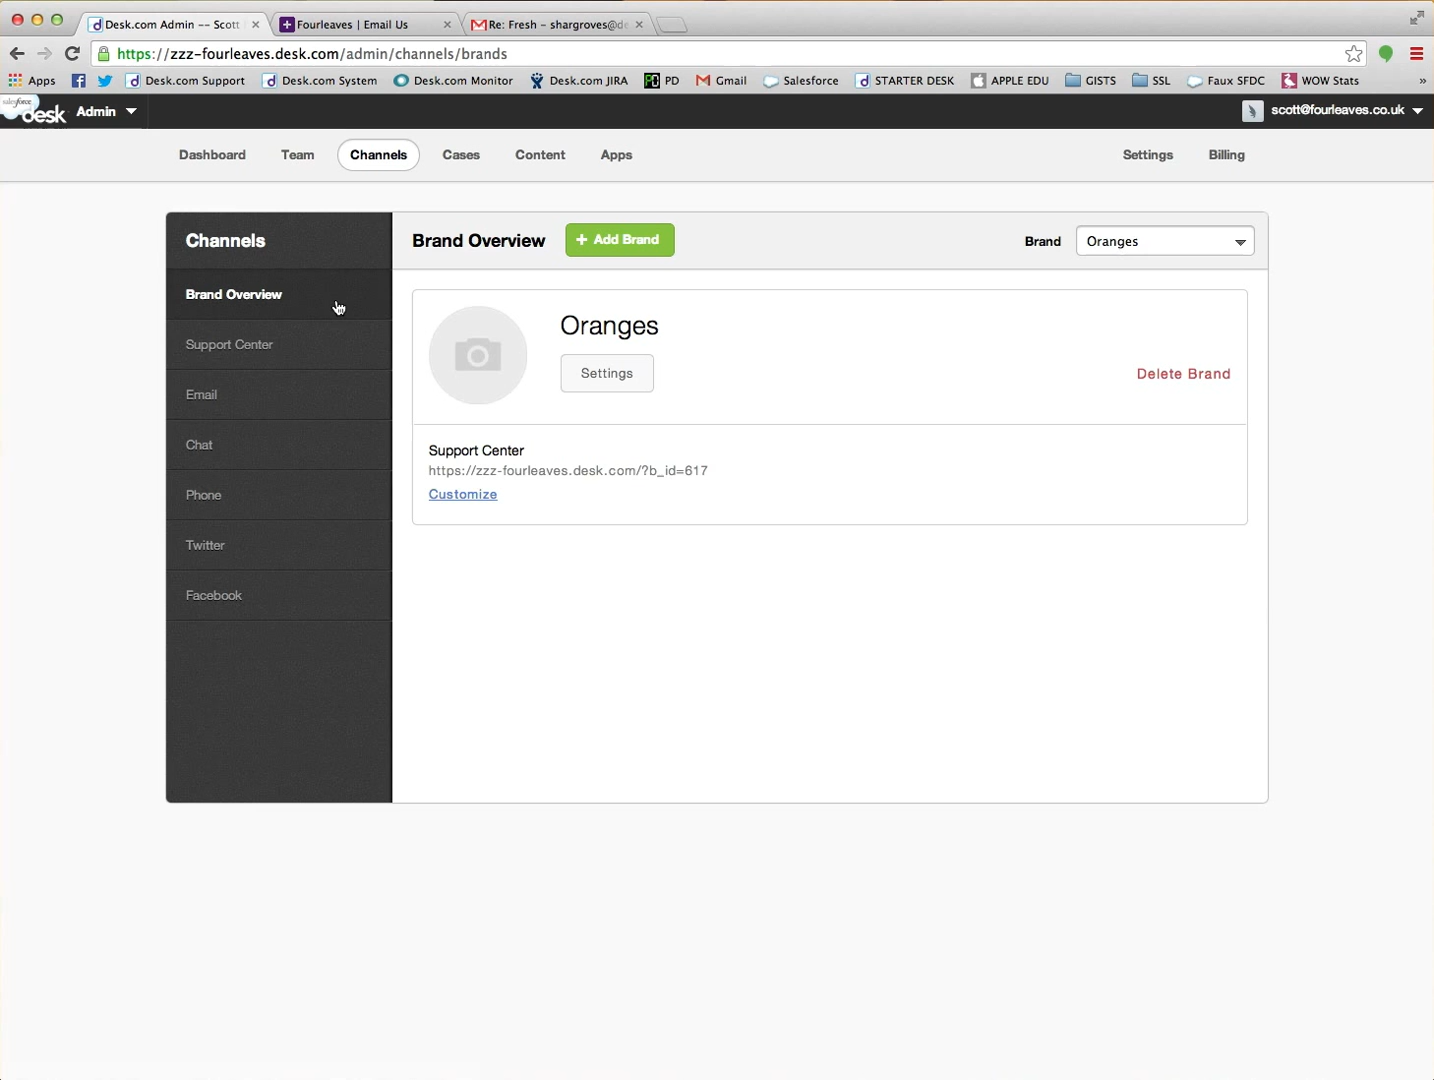 Desk.com Admin -- Scott
Fourleaves | Email Us
Re: Fresh – shargroves@de
https://zzz-fourleaves.desk.com/admin/channels/brands
Apps
Desk.com Support
Desk.com System
Desk.com Monitor
Desk.com JIRA
PD
Gmail
Salesforce
STARTER DESK
APPLE EDU
GISTS
SSL
Faux SFDC
WOW Stats
»
salesforce
desk
Admin
scott@fourleaves.co.uk
Dashboard
Team
Channels
Cases
Content
Apps
Settings
Billing
Channels
Brand Overview
Support Center
Email
Chat
Phone
Twitter
Facebook
Brand Overview
+ Add Brand
Brand
Oranges
Oranges
Settings
Delete Brand
Support Center
https://zzz-fourleaves.desk.com/?b_id=617
Customize